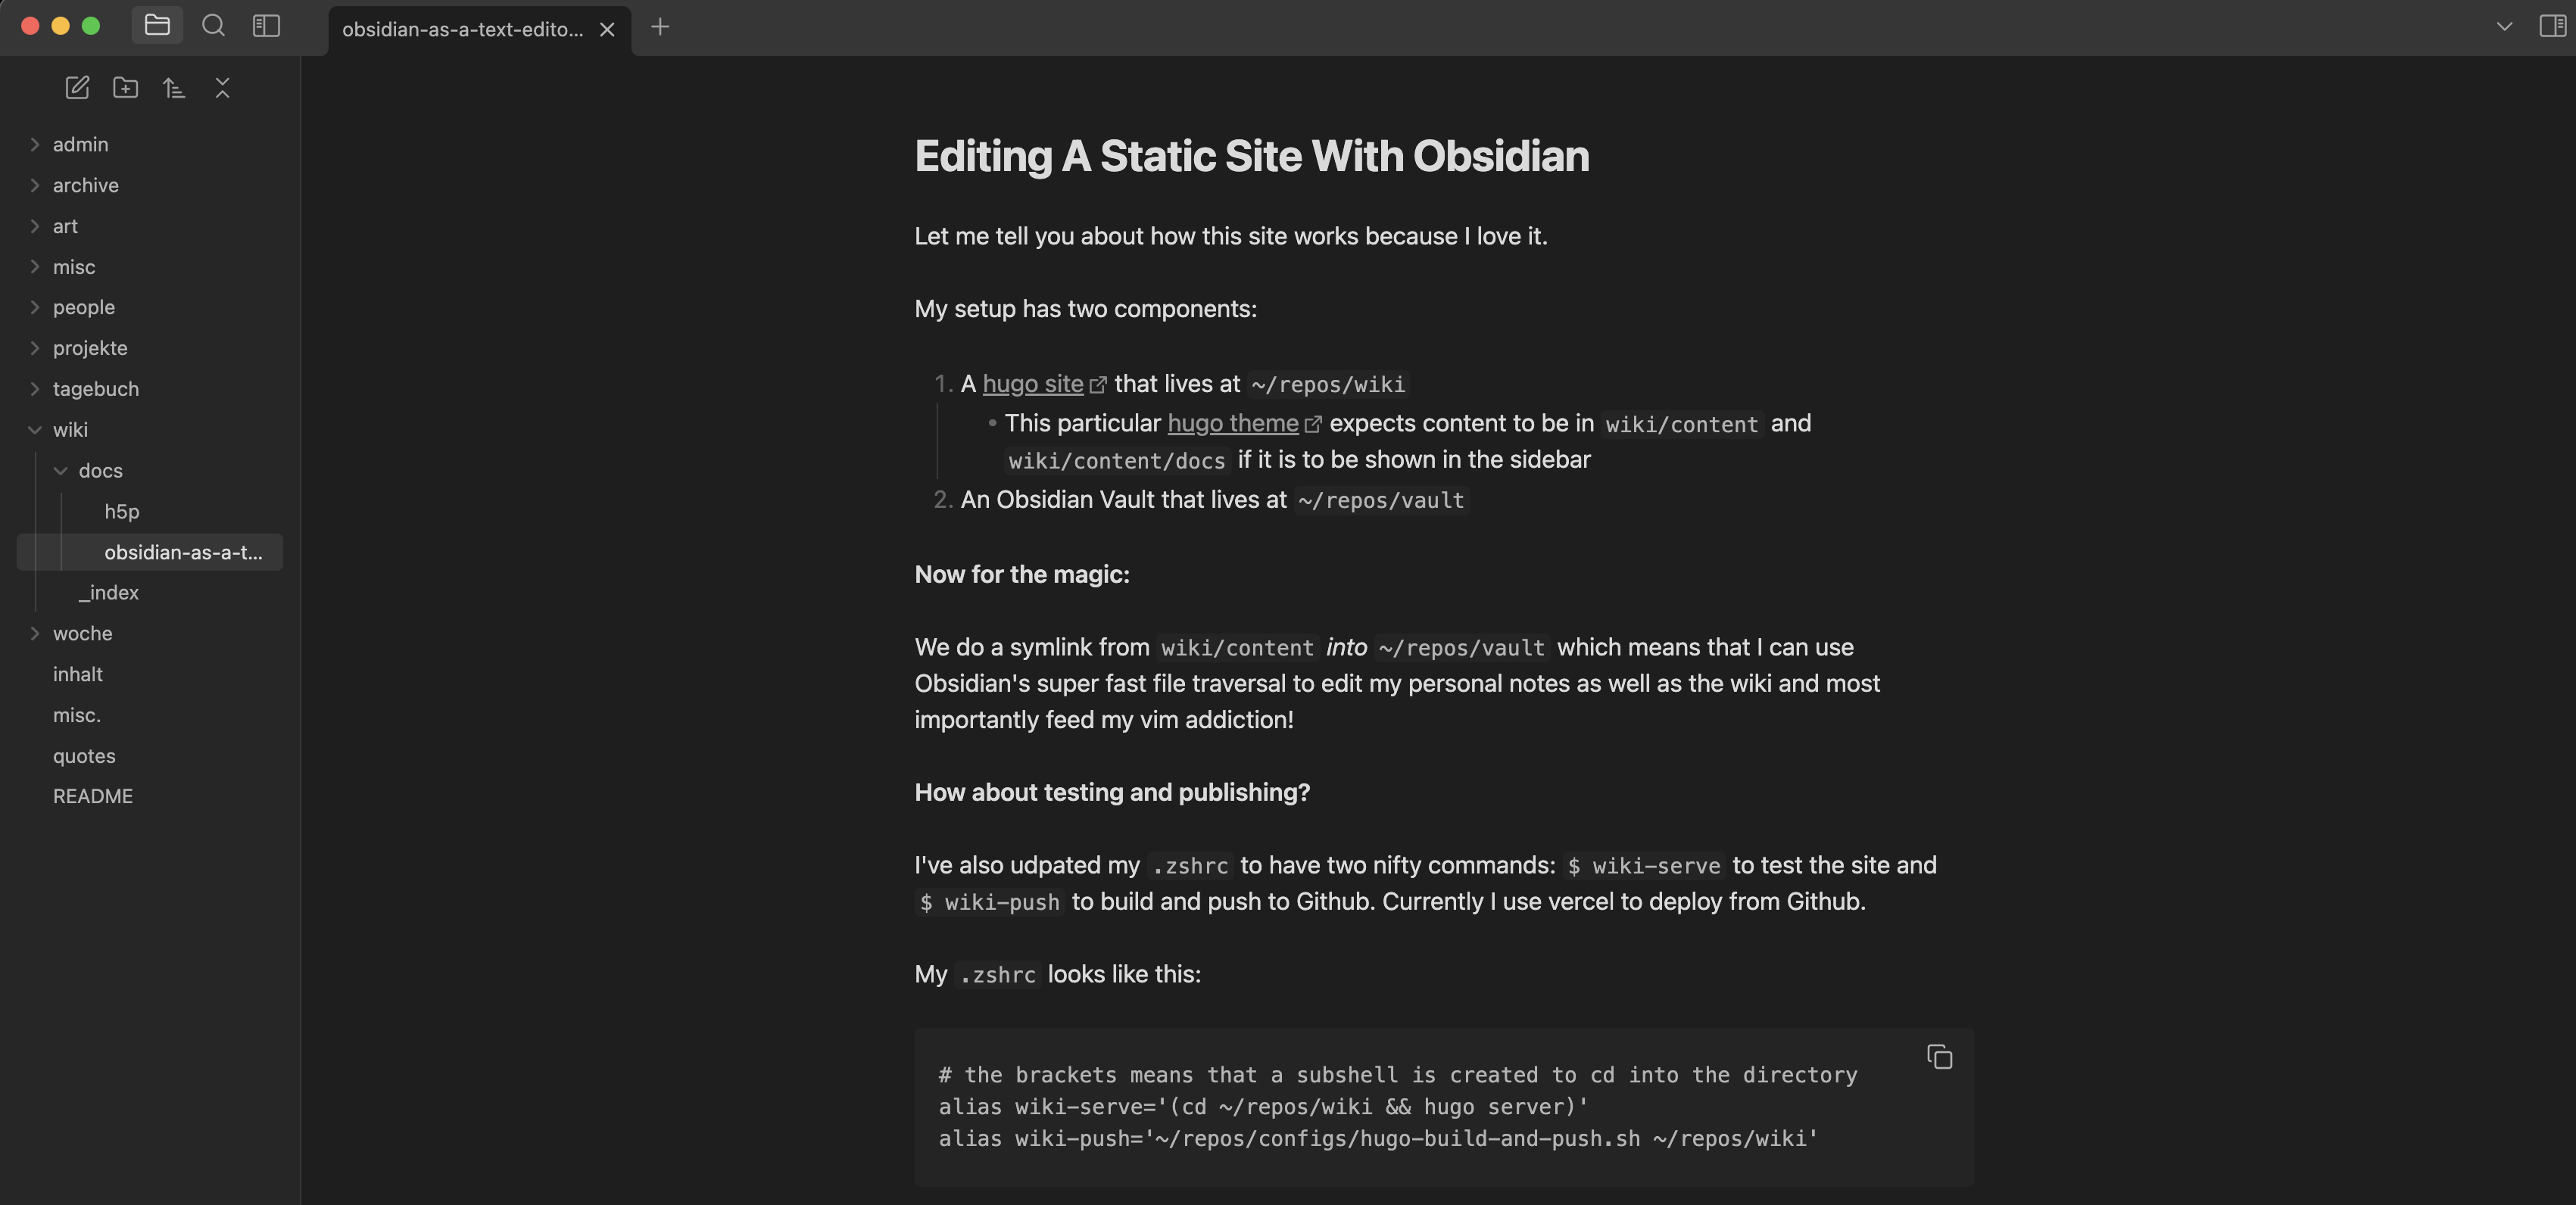 obsidian-as-a-text-edito...
admin
archive
art
misc
people
projekte
tagebuch
wiki
docs
h5p
obsidian-as-a-t...
_index
woche
inhalt
misc.
quotes
README
Editing A Static Site With Obsidian
Let me tell you about how this site works because I love it.
My setup has two components:
1. A hugo site that lives at ~/repos/wiki
• This particular hugo theme expects content to be in wiki/content and
wiki/content/docs if it is to be shown in the sidebar
2. An Obsidian Vault that lives at ~/repos/vault
Now for the magic:
We do a symlink from wiki/content into ~/repos/vault which means that I can use
Obsidian's super fast file traversal to edit my personal notes as well as the wiki and most
importantly feed my vim addiction!
How about testing and publishing?
I've also udpated my .zshrc to have two nifty commands: $ wiki-serve to test the site and
$ wiki-push to build and push to Github. Currently I use vercel to deploy from Github.
My .zshrc looks like this:
# the brackets means that a subshell is created to cd into the directory
alias wiki-serve='(cd ~/repos/wiki && hugo server)'
alias wiki-push='~/repos/configs/hugo-build-and-push.sh ~/repos/wiki'